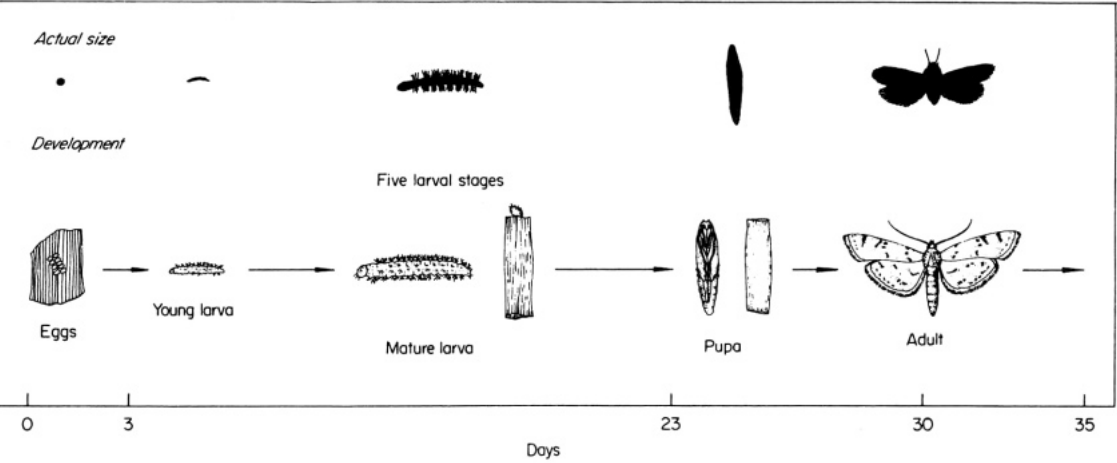 Actual size
Development
Five larval stages
Eggs
Young larva
Mature larva
Pupa
Adult
0 3 23 30 35
Days